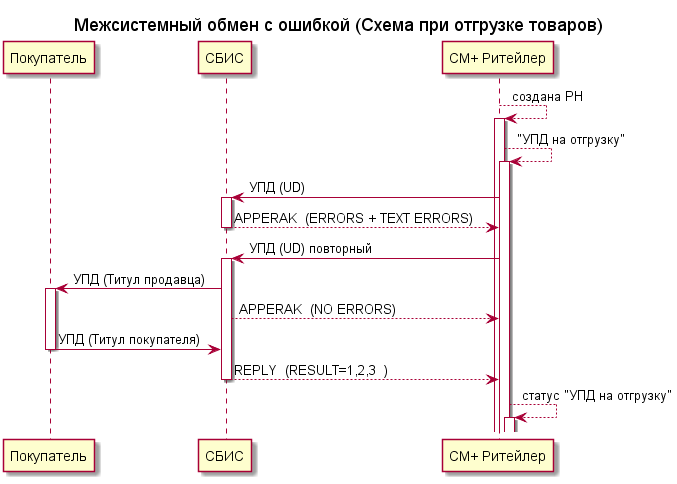 Межсистемный обмен с ошибкой (Схема при отгрузке товаров)
Покупатель
СБИС
СМ+ Ритейлер
создана РН
"УПД на отгрузку"
УПД (UD)
APPERAK (ERRORS + TEXT ERRORS)
УПД (UD) повторный
УПД (Титул продавца)
APPERAK (NO ERRORS)
УПД (Титул покупателя)
REPLY (RESULT=1,2,3 )
статус "УПД на отгрузку"
Покупатель
СБИС
СМ+ Ритейлер